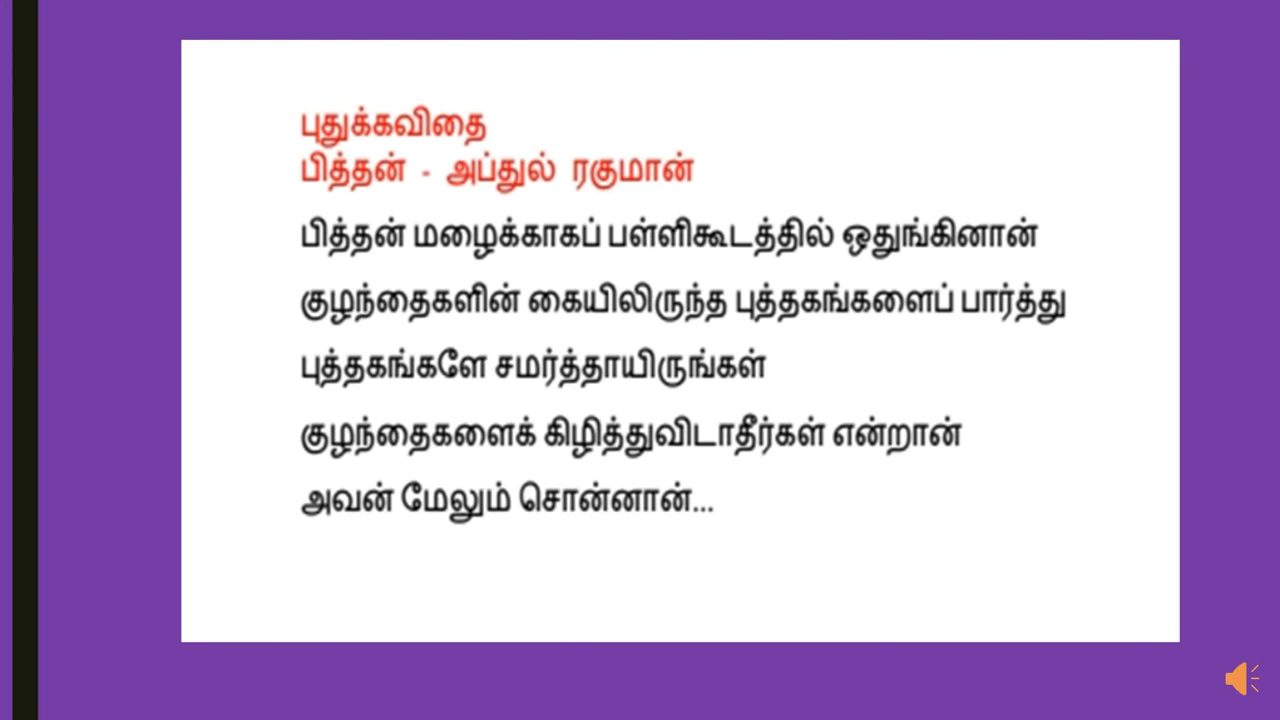 புதுக்கவிதை
பித்தன் - அப்துல் ரகுமான்
பித்தன் மழைக்காகப் பள்ளிகூடத்தில் ஒதுங்கினான்
குழந்தைகளின் கையிலிருந்த புத்தகங்களைப் பார்த்து
புத்தகங்களே சமர்த்தாயிருங்கள்
குழந்தைகளைக் கிழித்துவிடாதீர்கள் என்றான்
அவன் மேலும் சொன்னான்...